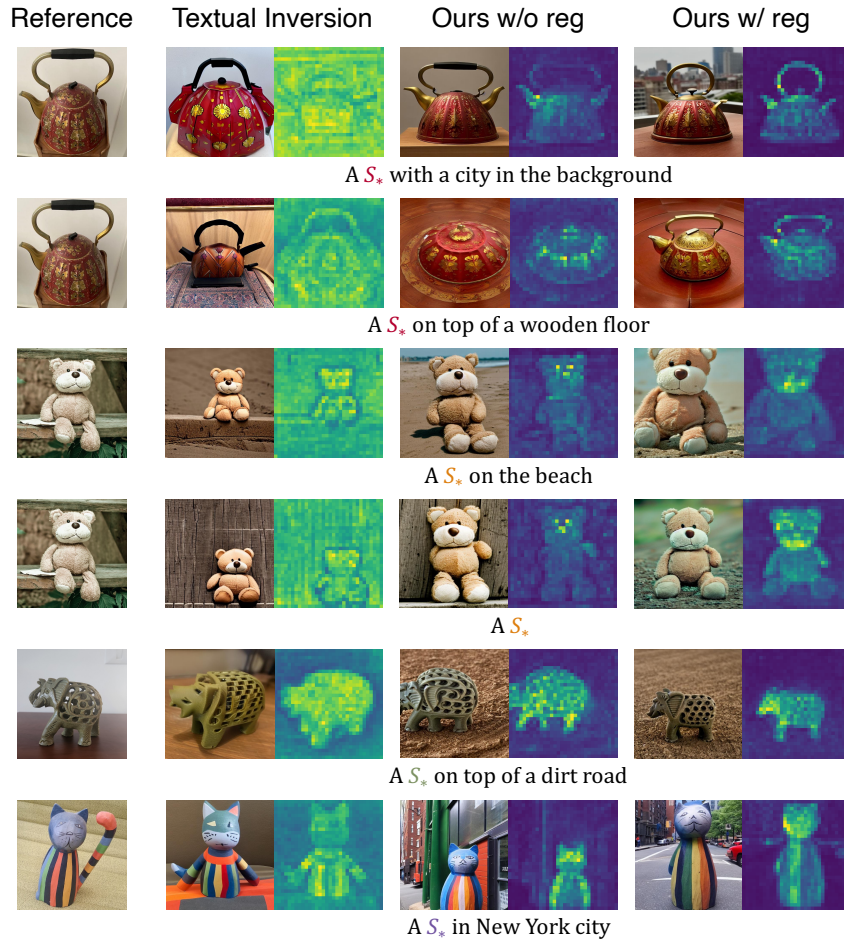 Reference Textual Inversion Ours w/o reg Ours w/ reg
A S* with a city in the background
A S* on top of a wooden floor
A S* on the beach
A S*
A S* on top of a dirt road
A S* in New York city